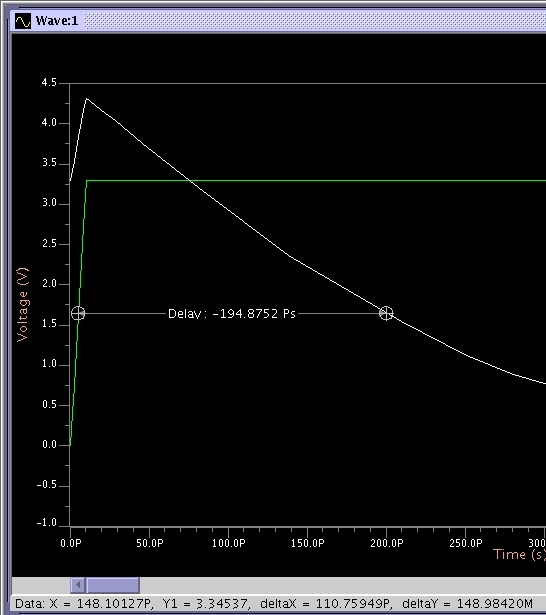 Wave:1
4.5
4.0
3.5
3.0
2.5
2.0
1.5
1.0
0.5
0.0
-0.5
-1.0
Voltage (V)
Delay: -194.8752 Ps
0.0P 50.0P 100.0P 150.0P 200.0P 250.0P 300
Time (s)
Data: X = 148.10127P, Y1 = 3.34537, deltaX = 110.75949P, deltaY = 148.98420M